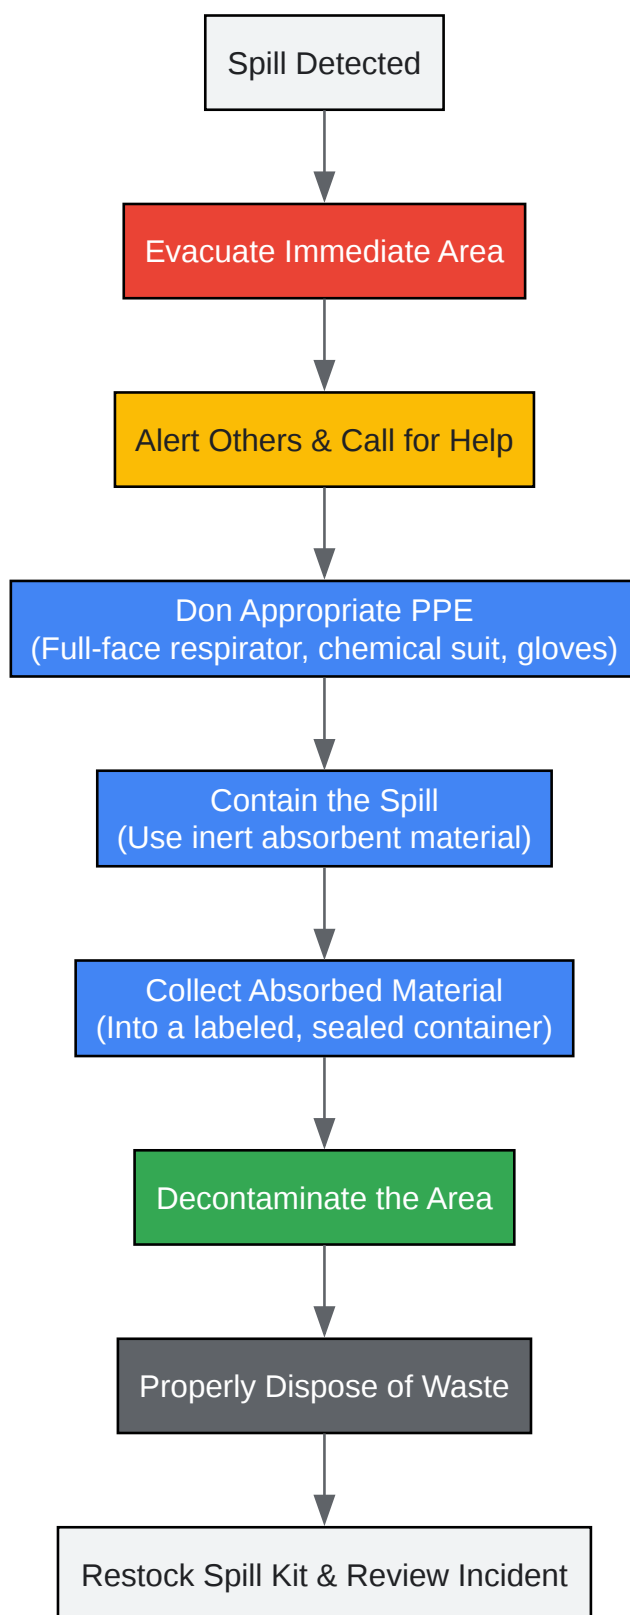 Spill Detected
Evacuate Immediate Area
Alert Others & Call for Help
Don Appropriate PPE
(Full-face respirator, chemical suit, gloves)
Contain the Spill
(Use inert absorbent material)
Collect Absorbed Material
(Into a labeled, sealed container)
Decontaminate the Area
Properly Dispose of Waste
Restock Spill Kit & Review Incident